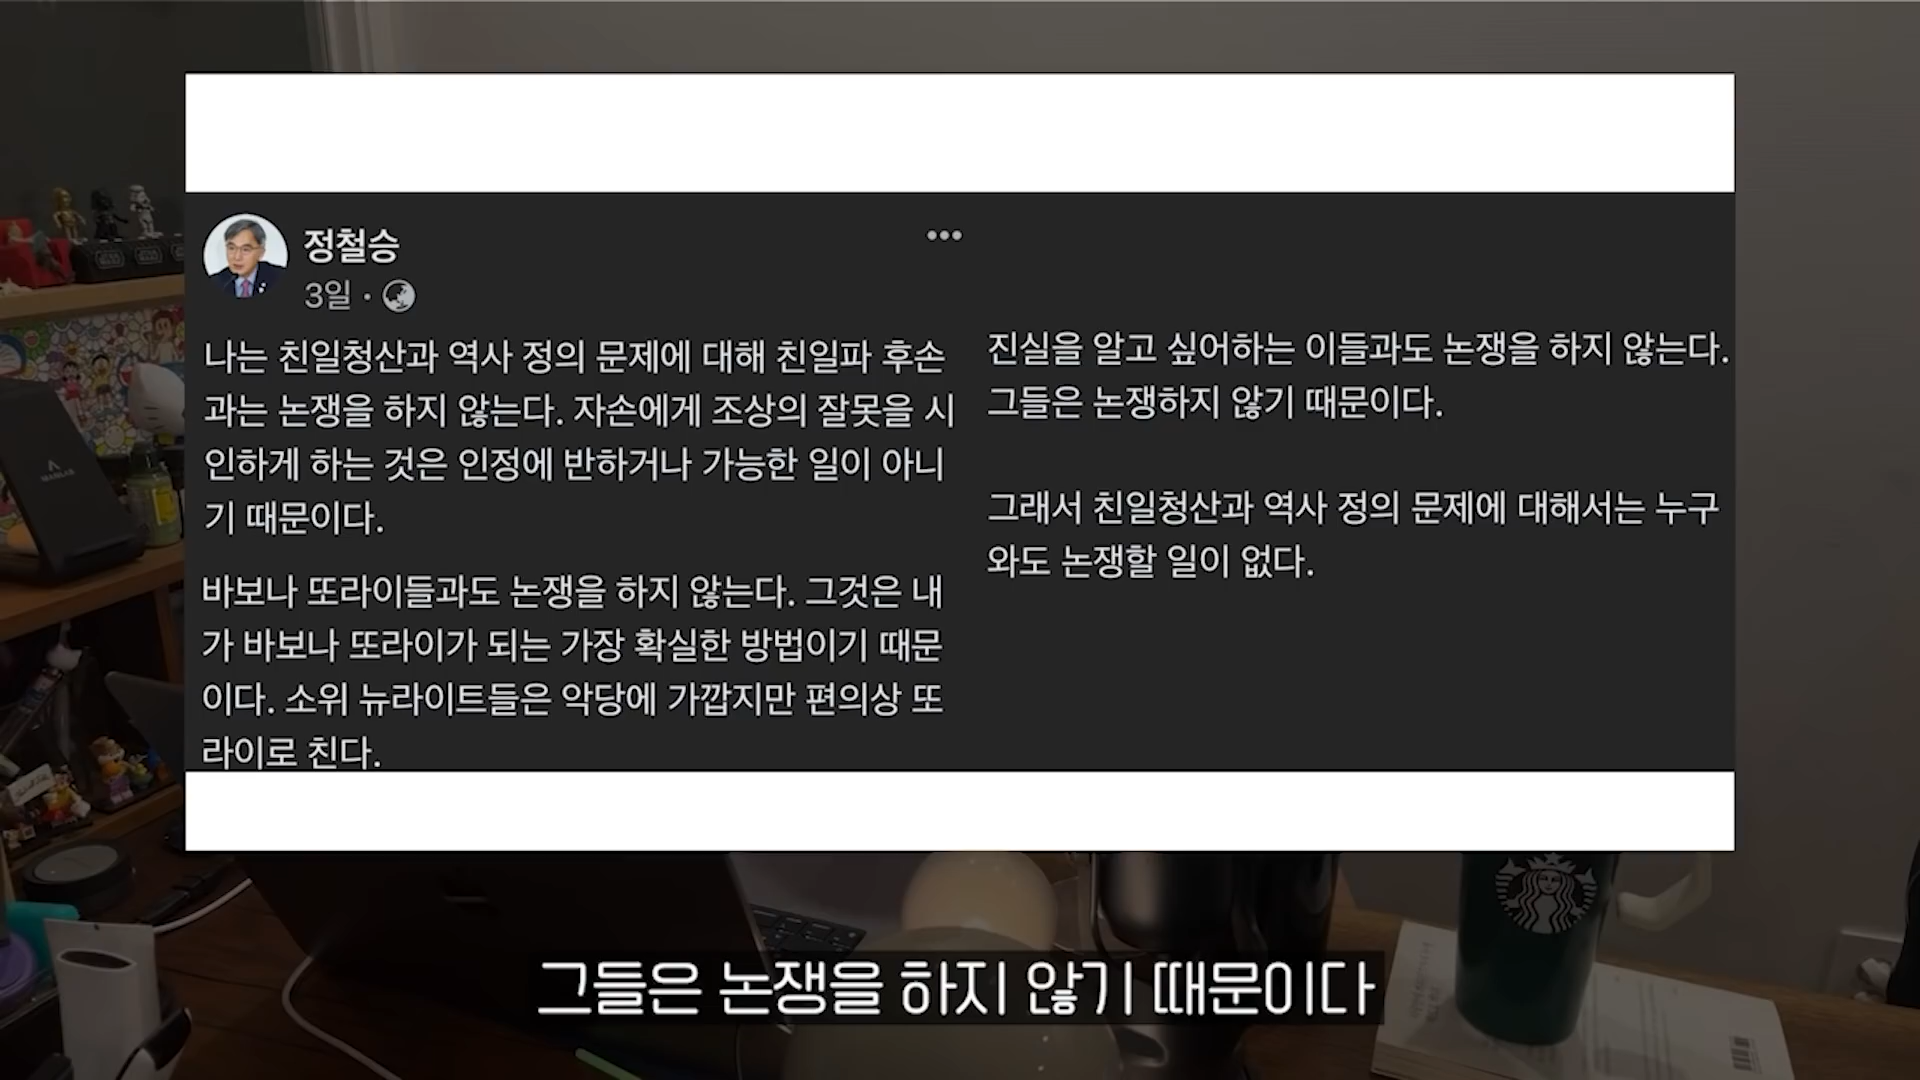 정철승
3일 ·
나는 친일청산과 역사 정의 문제에 대해 친일파 후손
과는 논쟁을 하지 않는다. 자손에게 조상의 잘못을 시
인하게 하는 것은 인정에 반하거나 가능한 일이 아니
기 때문이다.
바보나 또라이들과도 논쟁을 하지 않는다. 그것은 내
가 바보나 또라이가 되는 가장 확실한 방법이기 때문
이다. 소위 뉴라이트들은 악당에 가깝지만 편의상 또
라이로 친다.
진실을 알고 싶어하는 이들과도 논쟁을 하지 않는다.
그들은 논쟁하지 않기 때문이다.
그래서 친일청산과 역사 정의 문제에 대해서는 누구
와도 논쟁할 일이 없다.
그들은 논쟁을 하지 않기 때문이다